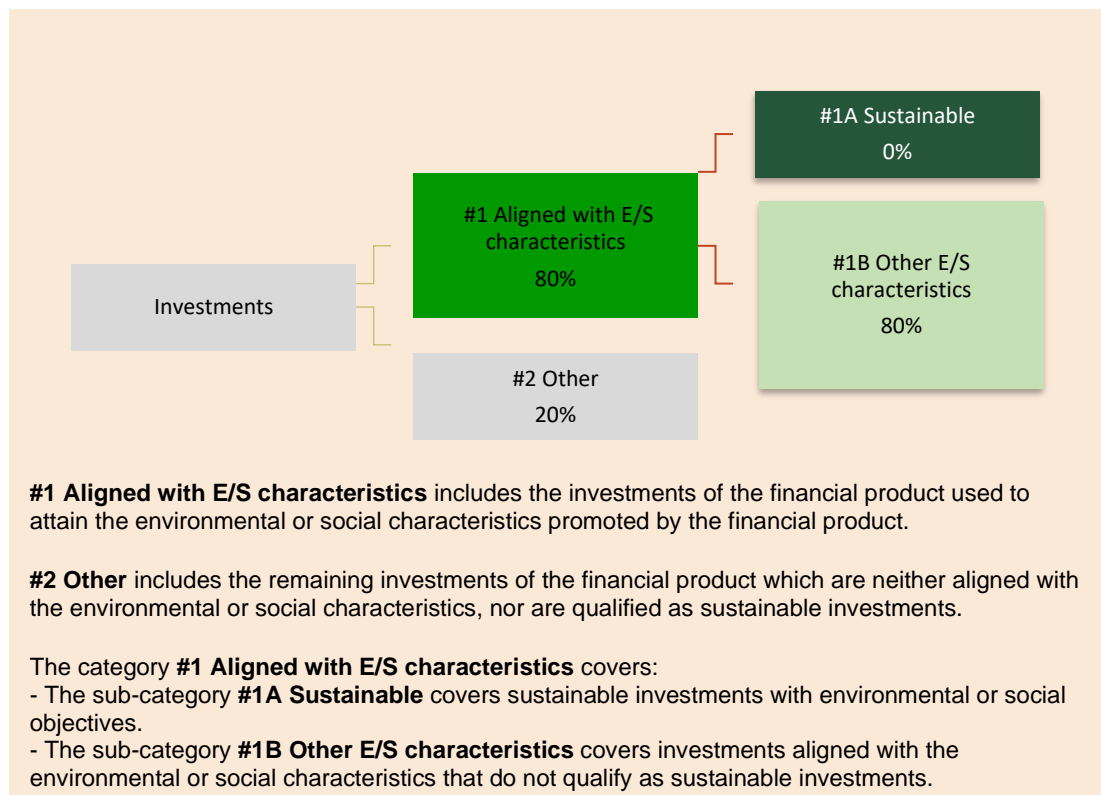 #1A Sustainable
0%
#1 Aligned with E/S
characteristics
80%
#1B Other E/S
characteristics
80%
Investments
#2 Other
20%
#1 Aligned with E/S characteristics includes the investments of the financial product used to
attain the environmental or social characteristics promoted by the financial product.
#2 Other includes the remaining investments of the financial product which are neither aligned with
the environmental or social characteristics, nor are qualified as sustainable investments.
The category #1 Aligned with E/S characteristics covers:
- The sub-category #1A Sustainable covers sustainable investments with environmental or social
objectives.
- The sub-category #1B Other E/S characteristics covers investments aligned with the
environmental or social characteristics that do not qualify as sustainable investments.